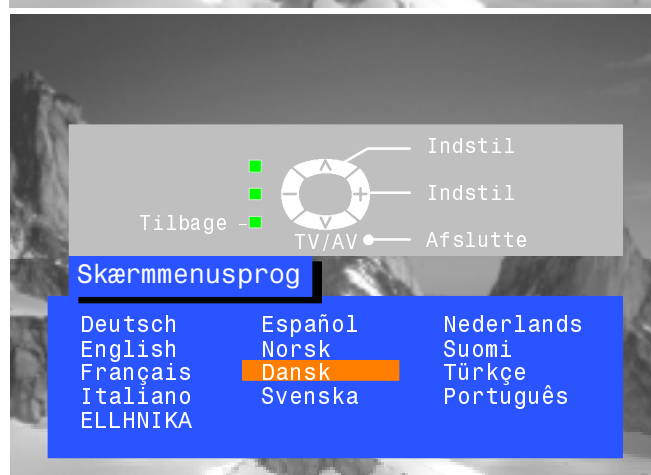 Indstil
Indstil
Tilbage
TV/AV
Afslutte
Skærmmenusprog
Deutsch Español Nederlands
English Norsk Suomi
Français Dansk Türkçe
Italiano Svenska Português
ELLHNIKA